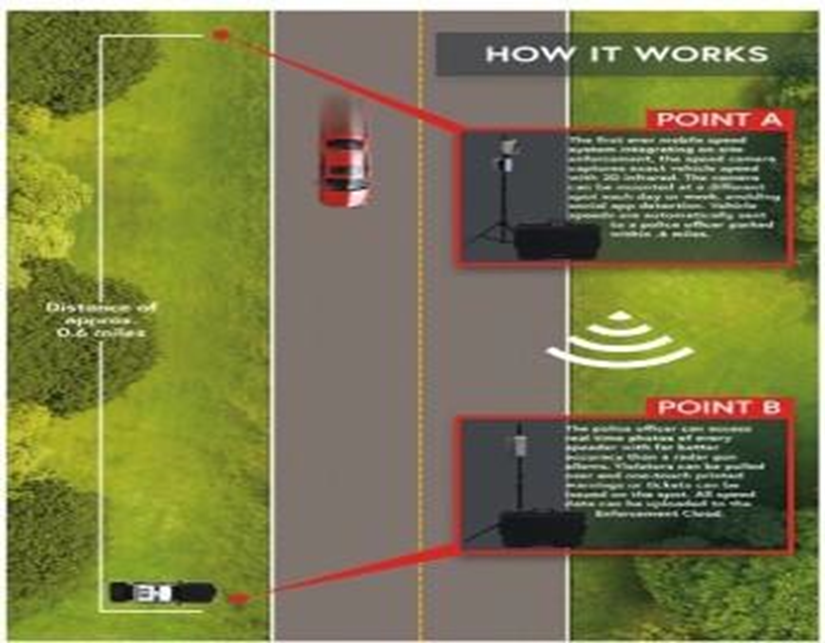 HOW IT WORKS
POINT A
The first ever mobile speed
system integrating on site
enforcement, the speed camera
captures exact vehicle speed
with 3D infrared. The camera
can be mounted at a different
spot each day or week, avoiding
social app detection. Vehicle
speeds are automatically sent
to a police officer parked
within .6 miles.
Distance of
approx
0.6 miles
POINT B
The police officer can access
real time photos of every
speeder with far better
accuracy than a radar gun
allows. Violators can be pulled
over and one-touch printed
warnings or tickets can be
issued on the spot. All speed
data can be uploaded to the
Enforcement Cloud.